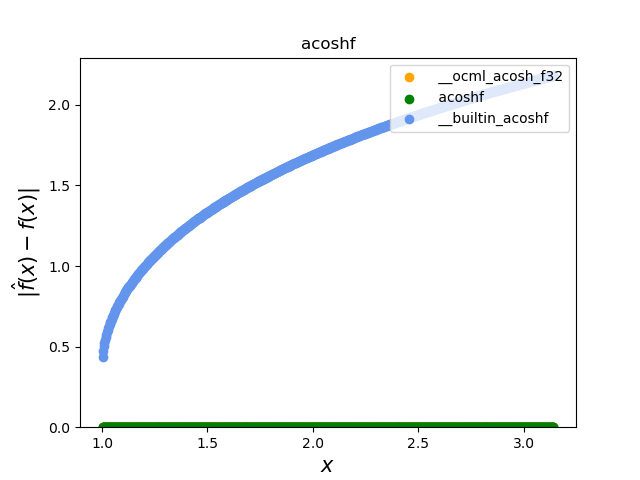 acoshf
__ocml_acosh_f32
acoshf
__builtin_acoshf
|f̂(x) − f(x)|
2.0
1.5
1.0
0.5
0.0
1.0 1.5 2.0 2.5 3.0
x